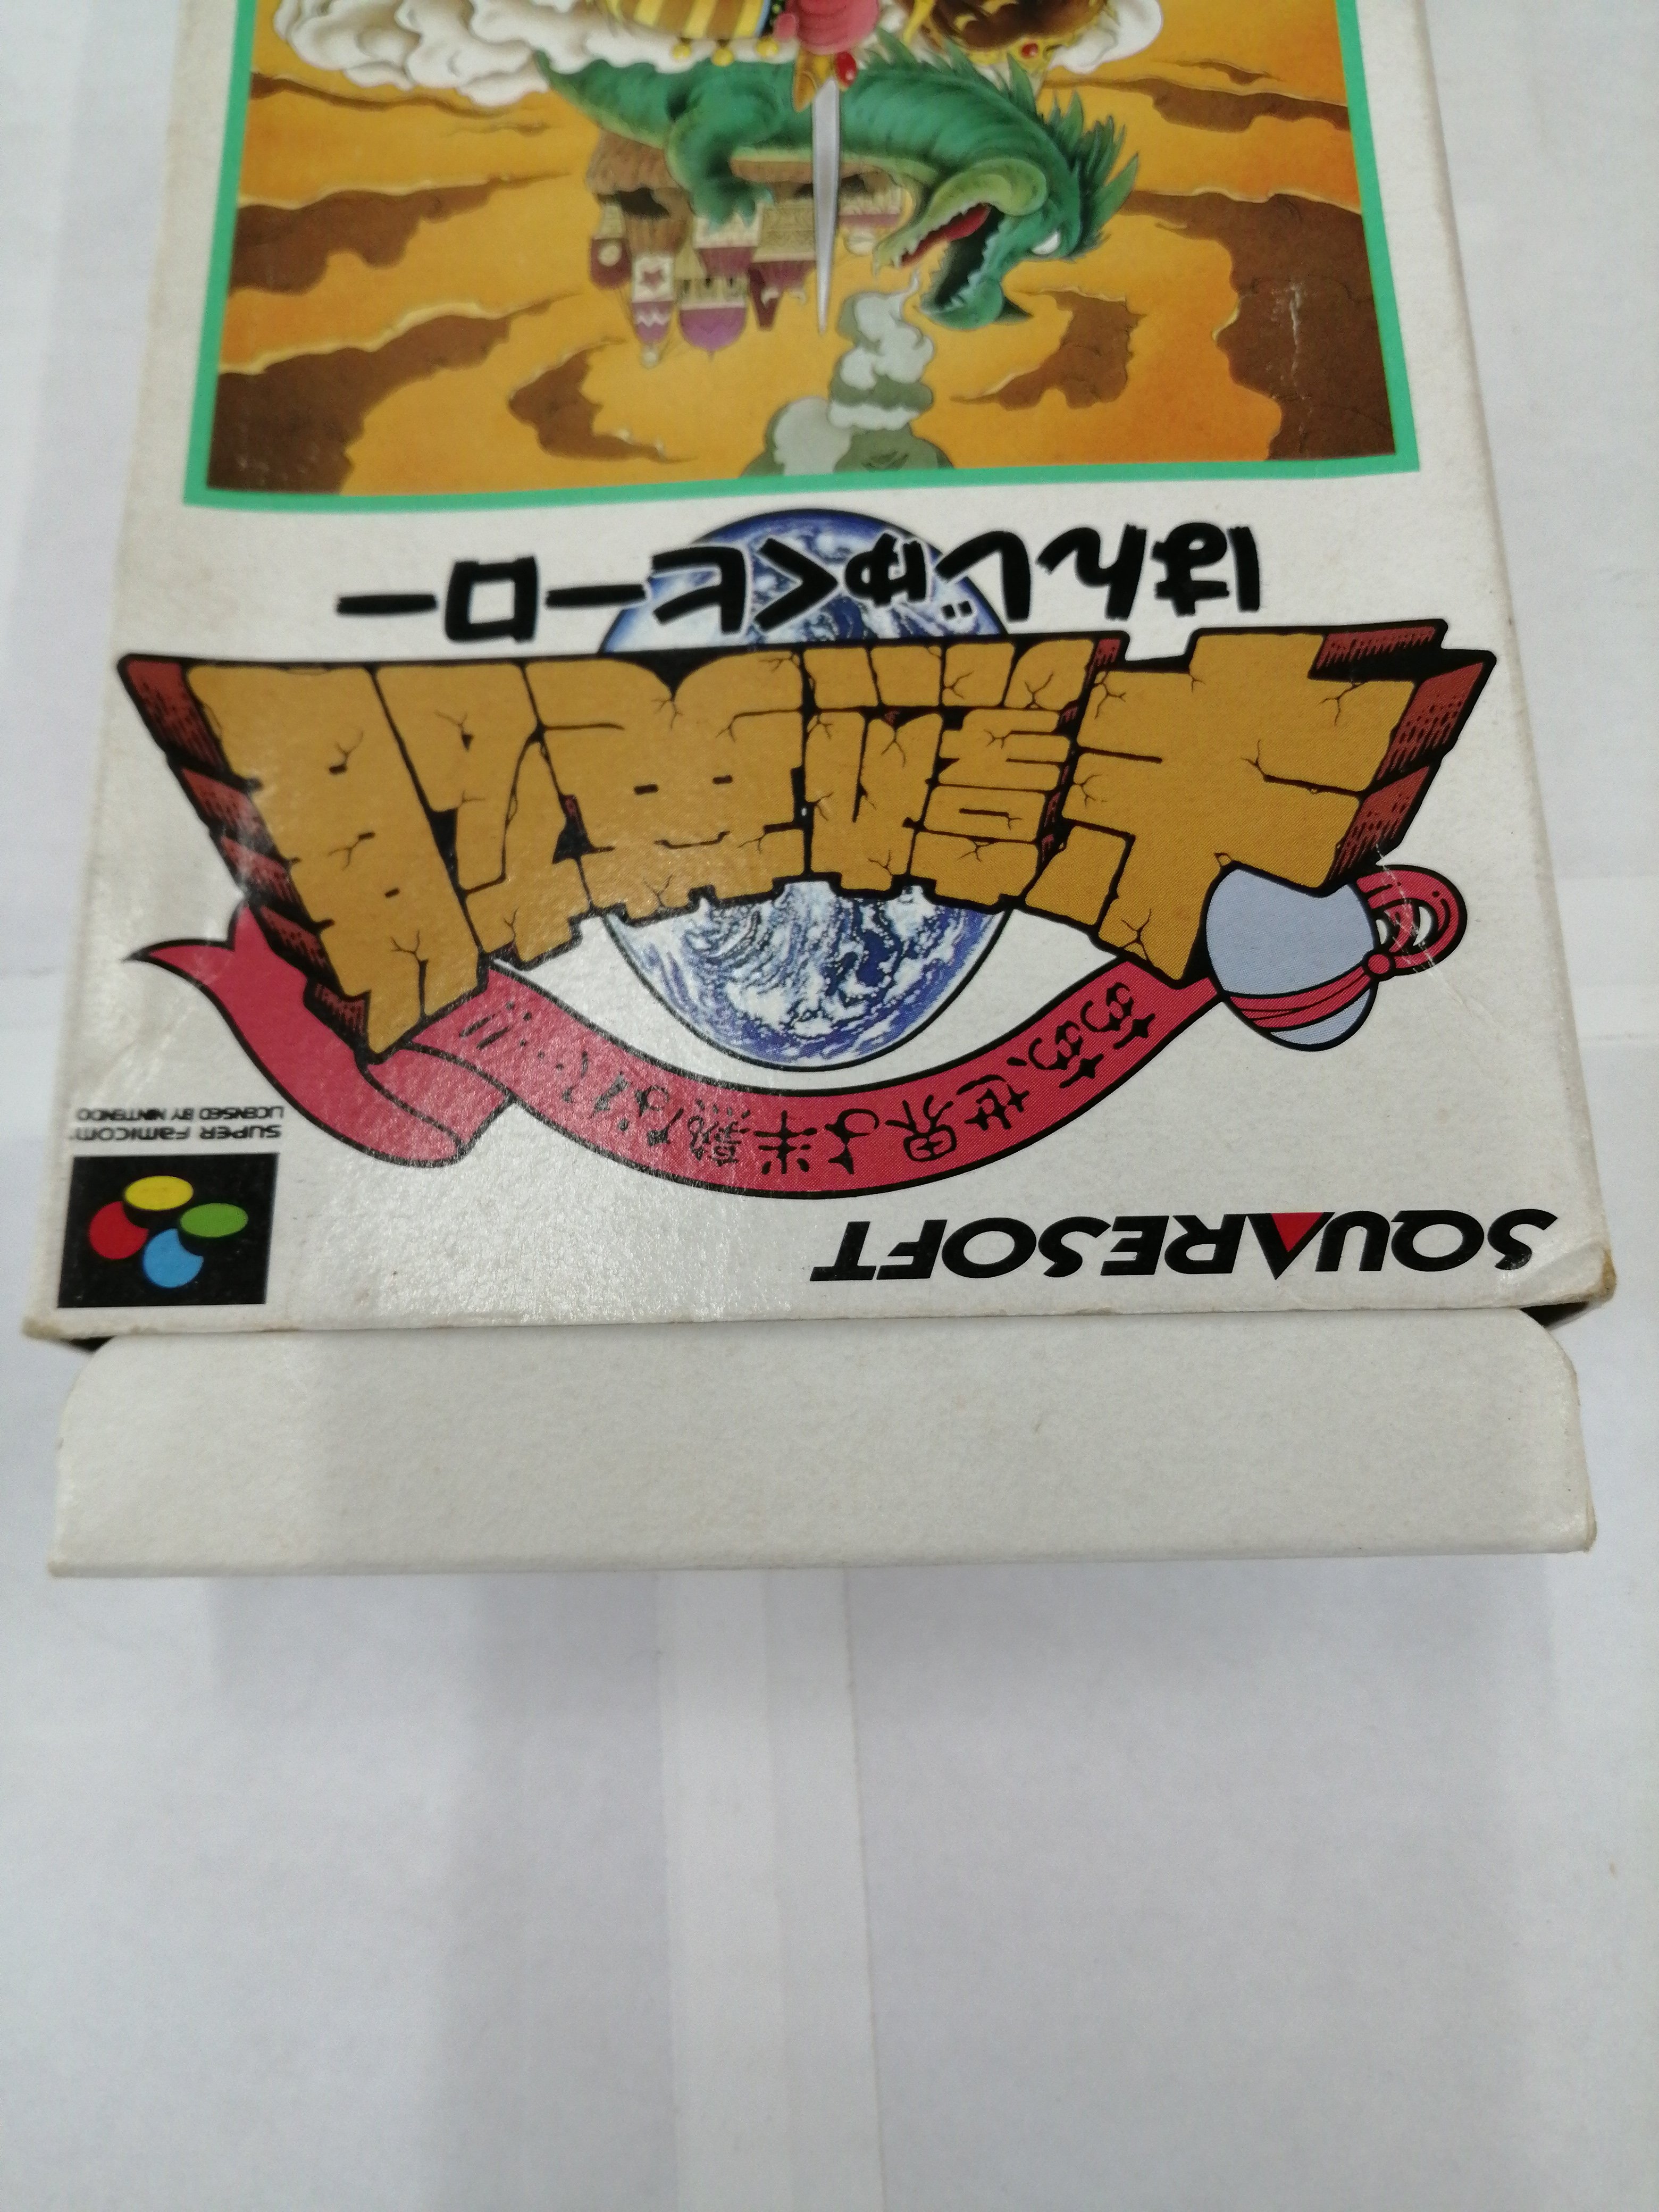 SQUARESOFT
SUPER FAMICOM
LICENSED BY NINTENDO
ああ、世界よ半熟なれ…!!
半熟英雄
はんじゅくヒーロー